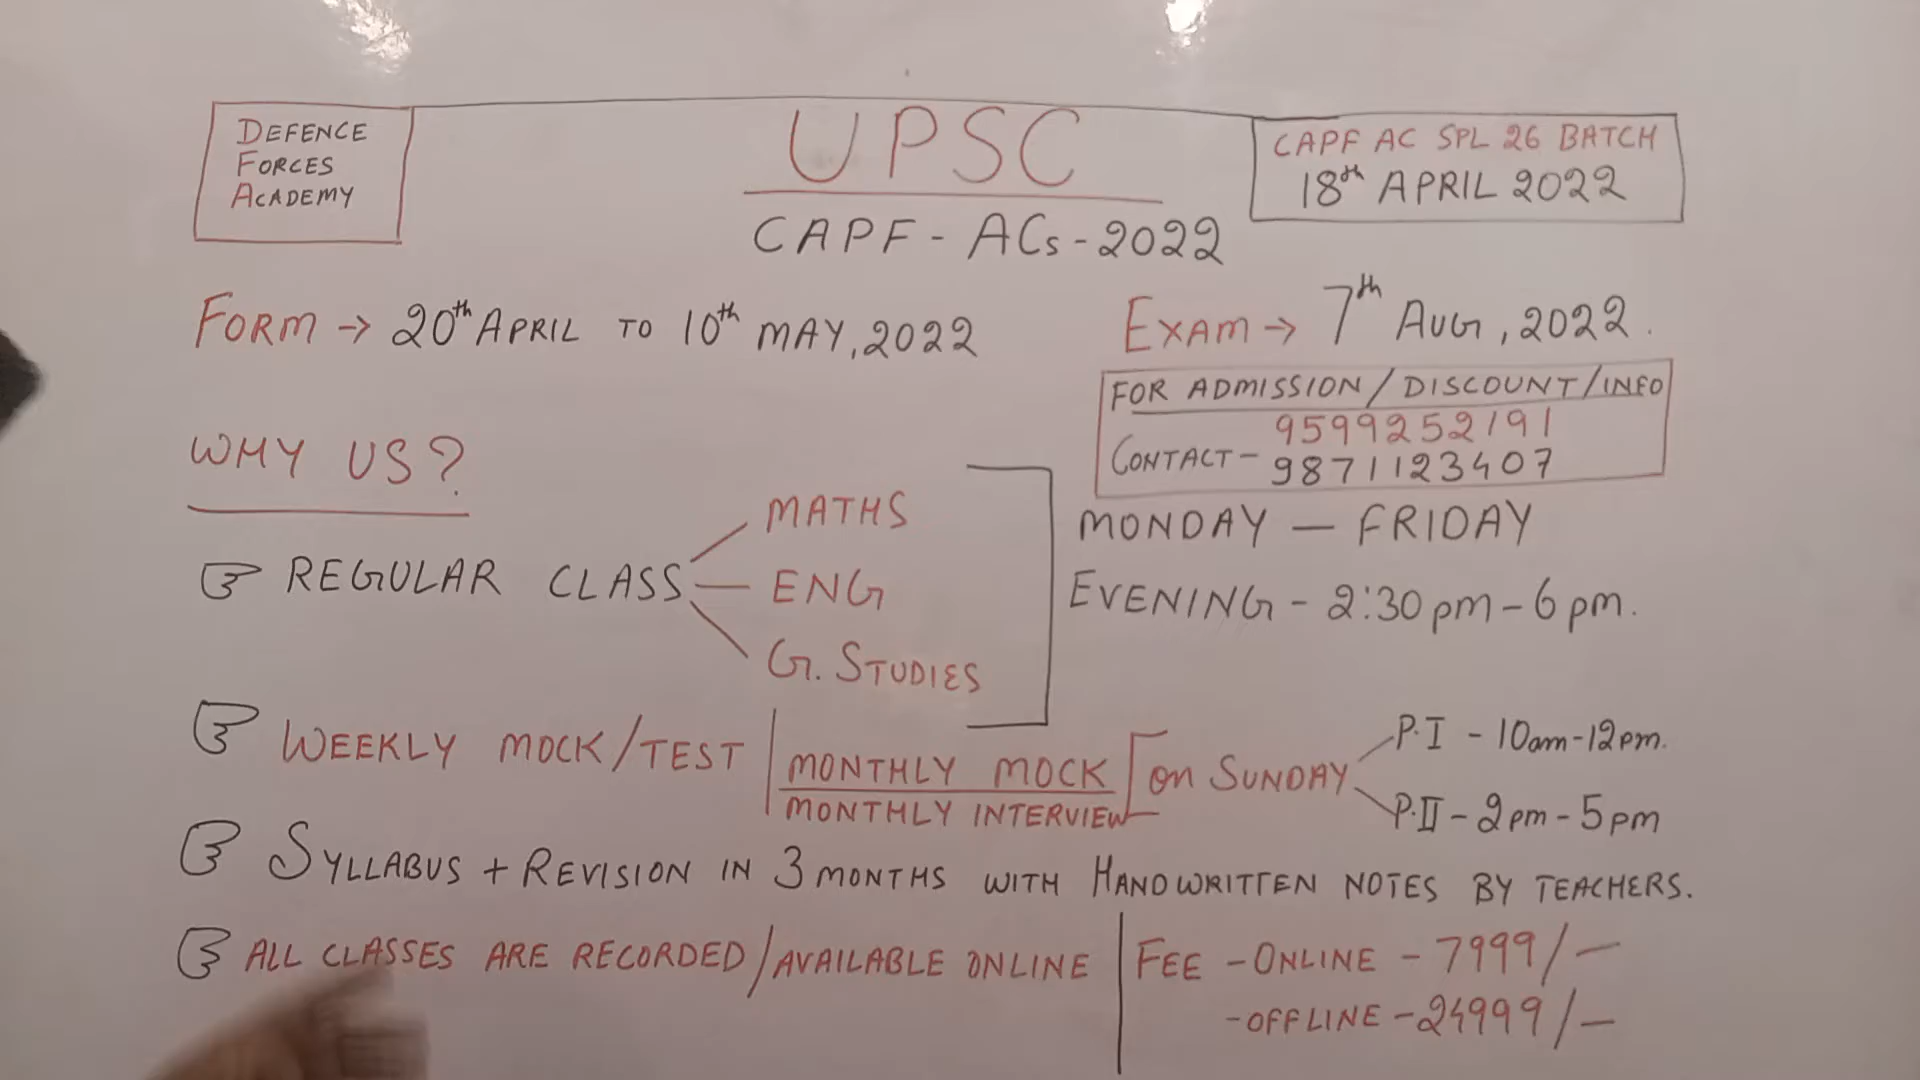 DEFENCE
FORCES
ACADEMY
UPSC
CAPF - ACs - 2022
CAPF AC SPL 26 BATCH
18th APRIL 2022
FORM → 20th APRIL TO 10th MAY, 2022
EXAM → 7th AUG, 2022.
FOR ADMISSION / DISCOUNT / INFO
CONTACT - 9599252191
9871123407
WHY US?
REGULAR CLASS
MATHS
ENG
G. STUDIES
MONDAY — FRIDAY
EVENING - 2:30 pm - 6 pm.
WEEKLY MOCK/TEST | MONTHLY MOCK
MONTHLY INTERVIEW
on SUNDAY
P.I - 10am - 12pm.
P.II - 2pm - 5pm
SYLLABUS + REVISION IN 3 MONTHS WITH HANDWRITTEN NOTES BY TEACHERS.
ALL CLASSES ARE RECORDED/AVAILABLE ONLINE
FEE - ONLINE - 7999/-
- OFFLINE - 24999/-